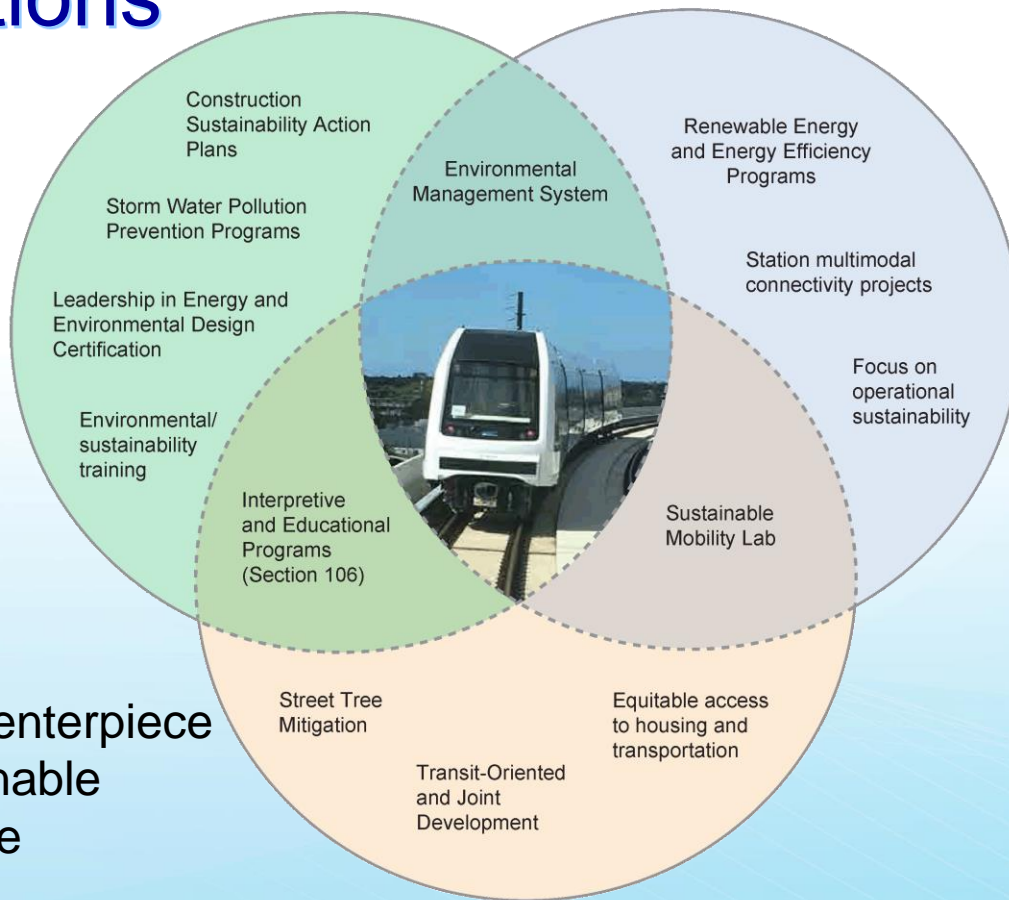 Construction
Sustainability Action
Plans
Storm Water Pollution
Prevention Programs
Leadership in Energy and
Environmental Design
Certification
Environmental/
sustainability
training
Environmental
Management System
Renewable Energy
and Energy Efficiency
Programs
Station multimodal
connectivity projects
Focus on
operational
sustainability
Interpretive
and Educational
Programs
(Section 106)
Sustainable
Mobility Lab
Street Tree
Mitigation
Transit-Oriented
and Joint
Development
Equitable access
to housing and
transportation